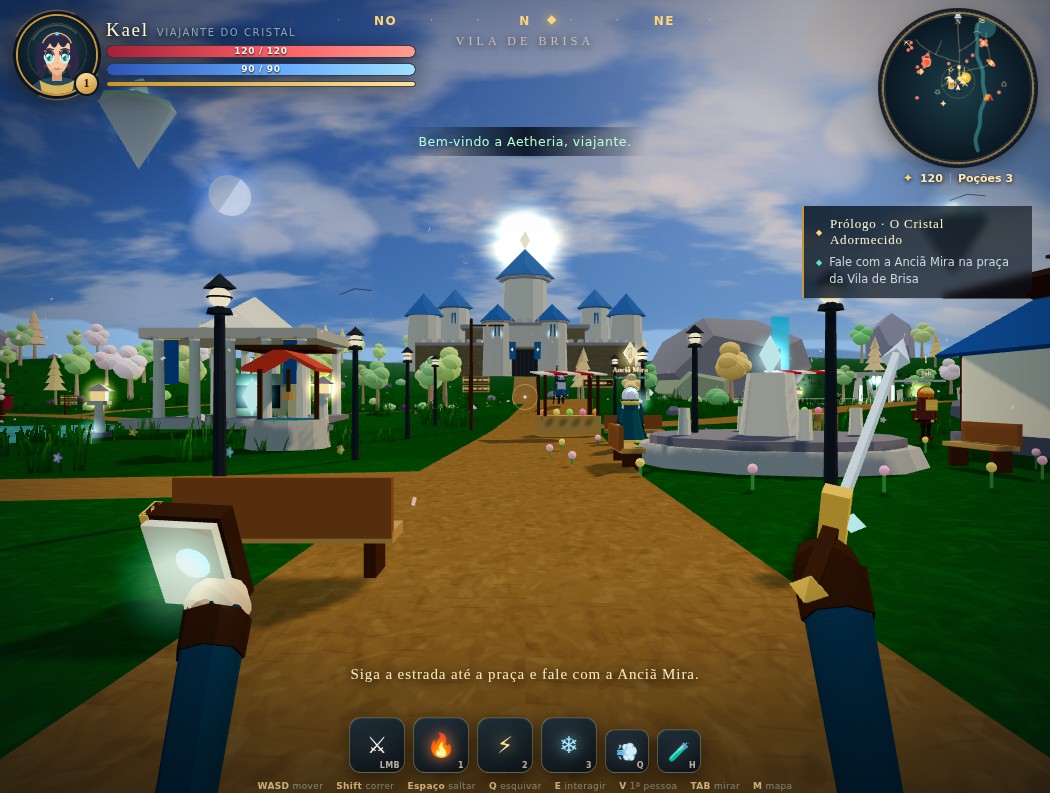 NO N NE
Kael VIAJANTE DO CRISTAL
VILA DE BRISA
120 / 120
90 / 90
1
Bem-vindo a Aetheria, viajante.
120 Poções 3
Prólogo · O Cristal
Adormecido
Fale com a Anciã Mira na praça
da Vila de Brisa
Anciã Mira
Siga a estrada até a praça e fale com a Anciã Mira.
LMB 1 2 3 Q H
WASD mover Shift correr Espaço saltar Q esquivar E interagir V 1ª pessoa TAB mirar M mapa